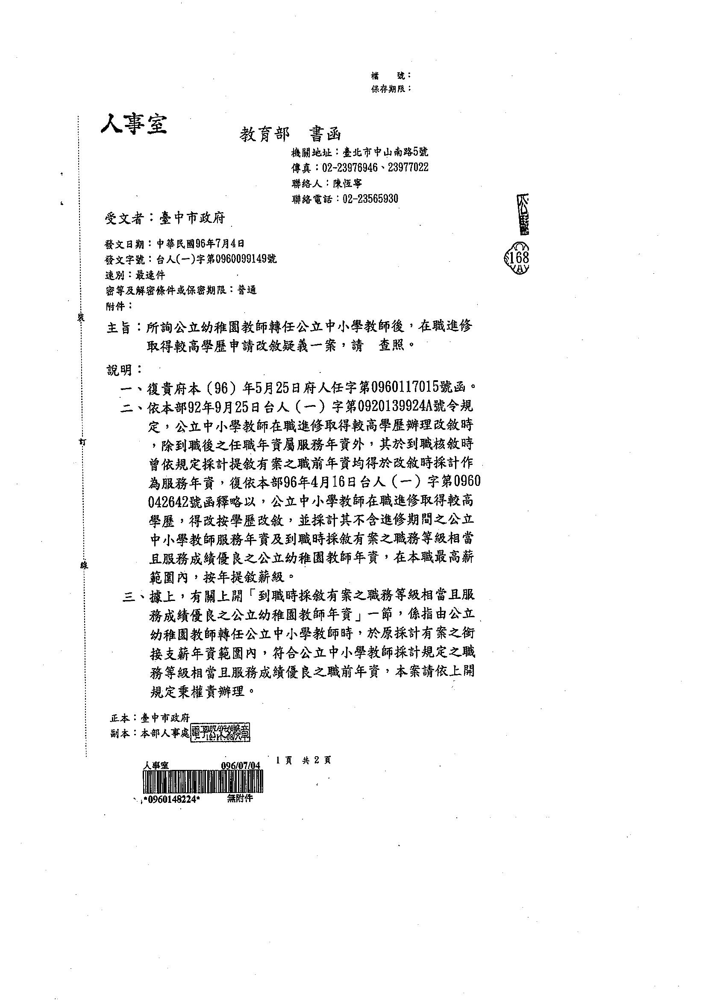 檔　　號：
保存期限：
人事室
教育部　書函
機關地址：臺北市中山南路5號
傳真：02-23976946、23977022
聯絡人：陳恆寧
聯絡電話：02-23565930
受文者：臺中市政府
發文日期：中華民國96年7月4日
發文字號：台人(一)字第0960099149號
速別：最速件
密等及解密條件或保密期限：普通
附件：
168
主旨：所詢公立幼稚園教師轉任公立中小學教師後，在職進修
取得較高學歷申請改敘疑義一案，請　查照。
說明：
一、復貴府本（96）年5月25日府人任字第0960117015號函。
二、依本部92年9月25日台人（一）字第0920139924A號令規
定，公立中小學教師在職進修取得較高學歷辦理改敘時
，除到職後之任職年資屬服務年資外，其於到職核敘時
曾依規定採計提敘有案之職前年資均得於改敘時採計作
為服務年資，復依本部96年4月16日台人（一）字第0960
042642號函釋略以，公立中小學教師在職進修取得較高
學歷，得改按學歷改敘，並採計其不含進修期間之公立
中小學教師服務年資及到職時採敘有案之職務等級相當
且服務成績優良之公立幼稚園教師年資，在本職最高薪
範圍內，按年提敘薪級。
三、據上，有關上開「到職時採敘有案之職務等級相當且服
務成績優良之公立幼稚園教師年資」一節，係指由公立
幼稚園教師轉任公立中小學教師時，於原採計有案之銜
接支薪年資範圍內，符合公立中小學教師採計規定之職
務等級相當且服務成績優良之職前年資，本案請依上開
規定秉權責辦理。
裝
訂
線
正本：臺中市政府
副本：本部人事處
1 頁　共 2 頁
人事室　096/07/04
*0960148224*　無附件